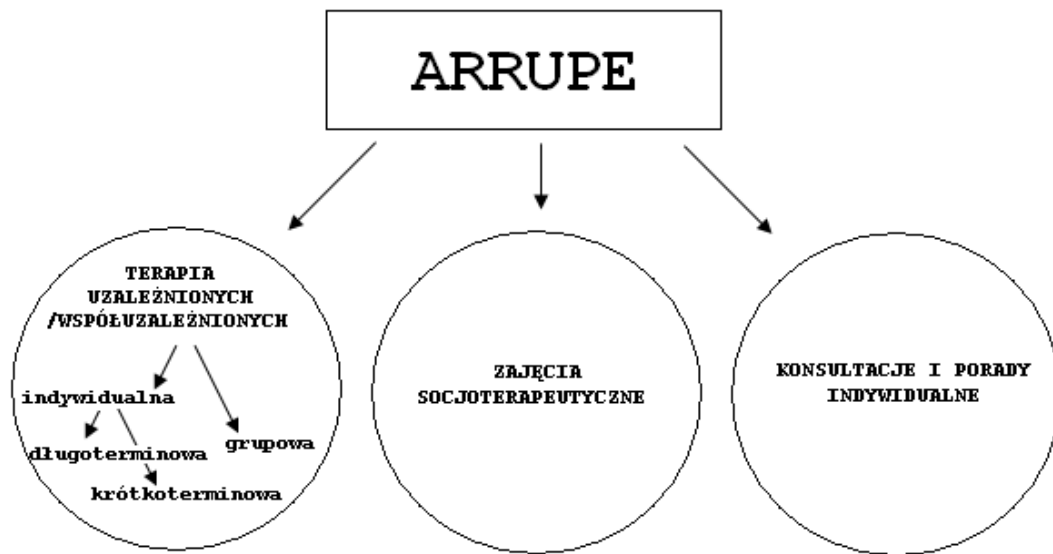 ARRUPE
TERAPIA
UZALEŻNIONYCH
/WSPÓŁUZALEŻNIONYCH
indywidualna
długoterminowa
grupowa
krótkoterminowa
ZAJĘCIA
SOCJOTERAPEUTYCZNE
KONSULTACJE I PORADY
INDYWIDUALNE